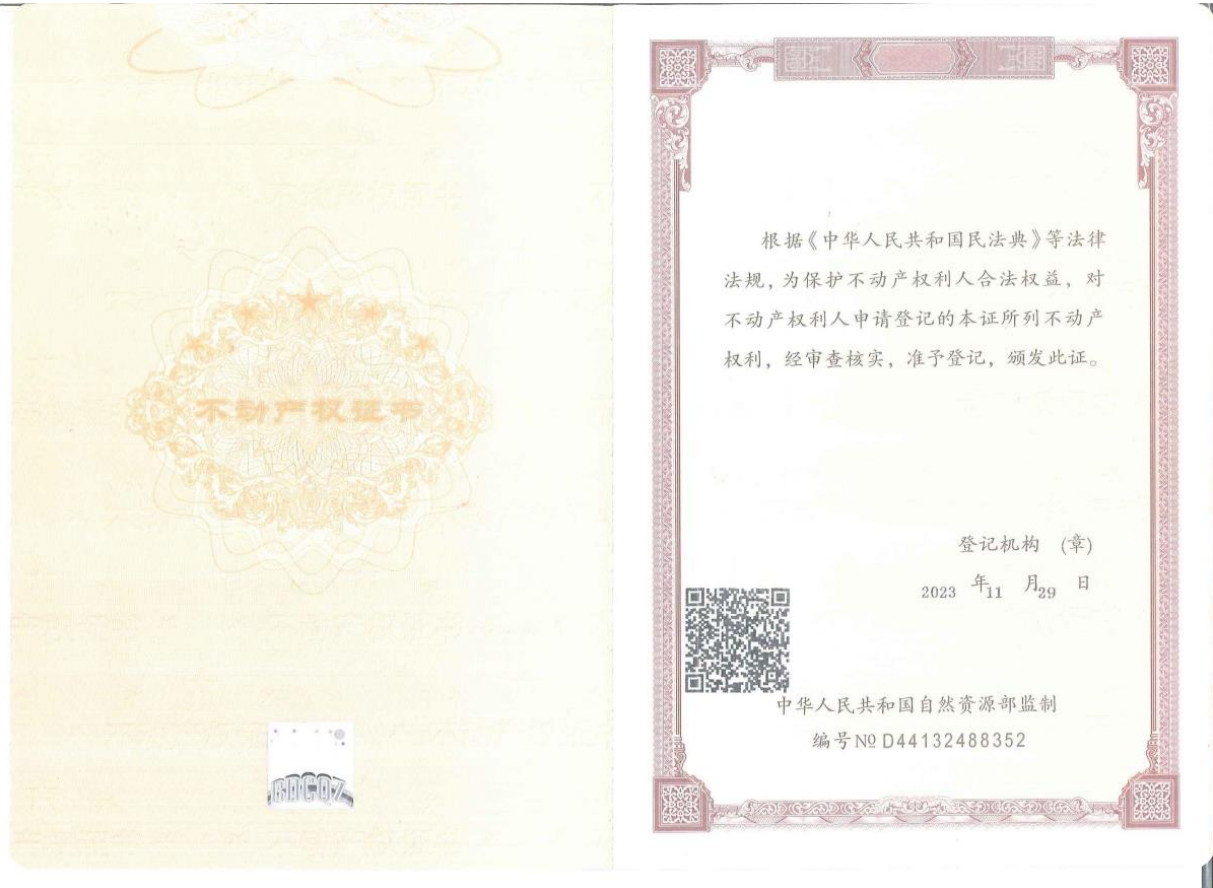 不动产权证书
BDCQZ
根据《中华人民共和国民法典》等法律
法规，为保护不动产权利人合法权益，对
不动产权利人申请登记的本证所列不动产
权利，经审查核实，准予登记，颁发此证。
登记机构 (章)
2023 年11 月29 日
中华人民共和国自然资源部监制
编号№ D44132488352